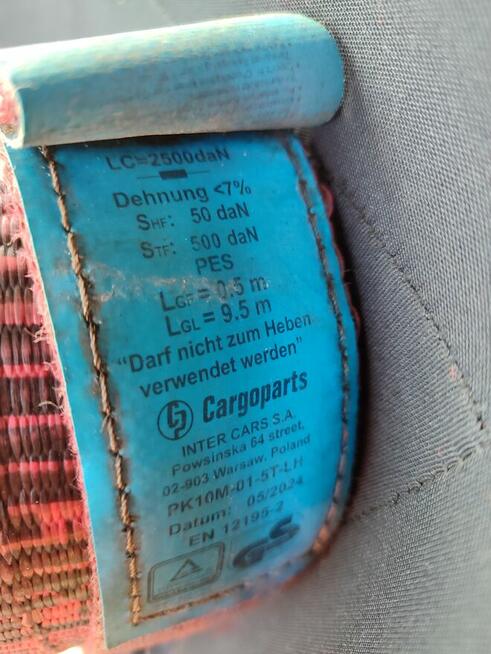 LC=2500daN
Dehnung <7%
SHF: 50 daN
STF: 500 daN
PES
LGF = 0.5 m
LGL = 9.5 m
"Darf nicht zum Heben
verwendet werden"
Cargoparts
INTER CARS S.A.
Powsinska 64 street,
02-903 Warsaw, Poland
PK10M-01-5T-LH
Datum: 05/2024
EN 12195-2
GS